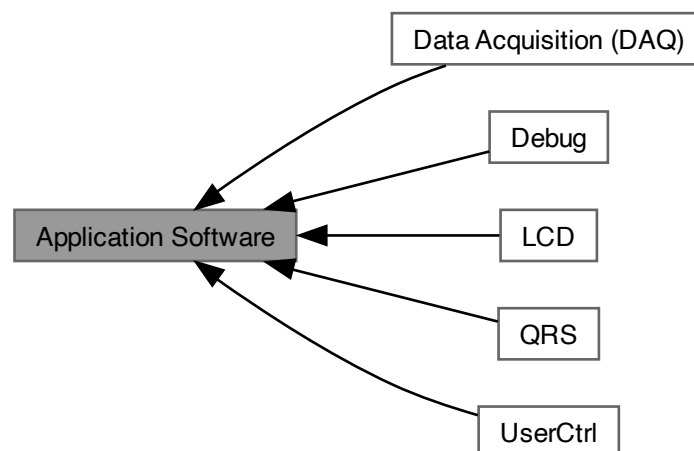 Data Acquisition (DAQ)
Debug
Application Software
LCD
QRS
UserCtrl